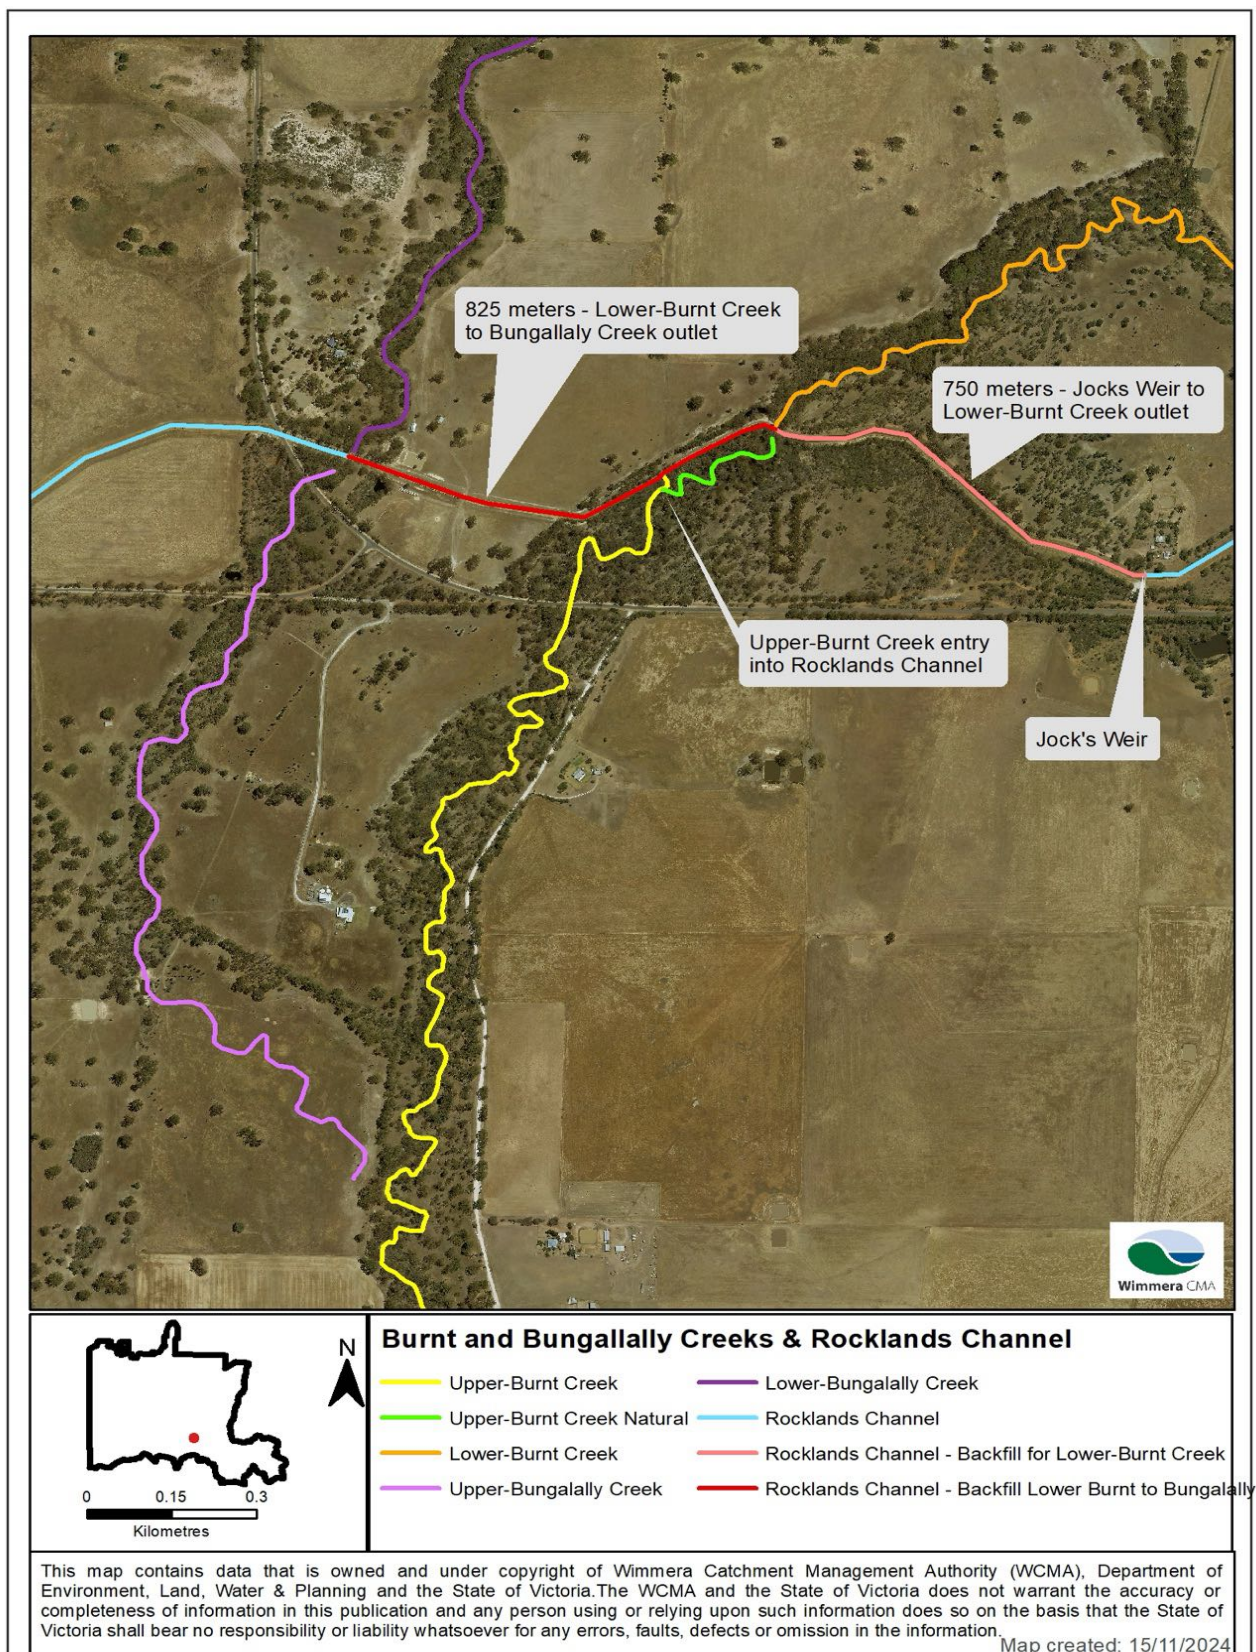 825 meters - Lower-Burnt Creek
to Bungallaly Creek outlet
750 meters - Jocks Weir to
Lower-Burnt Creek outlet
Upper-Burnt Creek entry
into Rocklands Channel
Jock's Weir
Wimmera CMA
N
0 0.15 0.3
Kilometres
Burnt and Bungallally Creeks & Rocklands Channel
Upper-Burnt Creek
Upper-Burnt Creek Natural
Lower-Burnt Creek
Upper-Bungalally Creek
Lower-Bungalally Creek
Rocklands Channel
Rocklands Channel - Backfill for Lower-Burnt Creek
Rocklands Channel - Backfill Lower Burnt to Bungalally
This map contains data that is owned and under copyright of Wimmera Catchment Management Authority (WCMA), Department of
Environment, Land, Water & Planning and the State of Victoria.The WCMA and the State of Victoria does not warrant the accuracy or
completeness of information in this publication and any person using or relying upon such information does so on the basis that the State of
Victoria shall bear no responsibility or liability whatsoever for any errors, faults, defects or omission in the information.
Map created: 15/11/2024